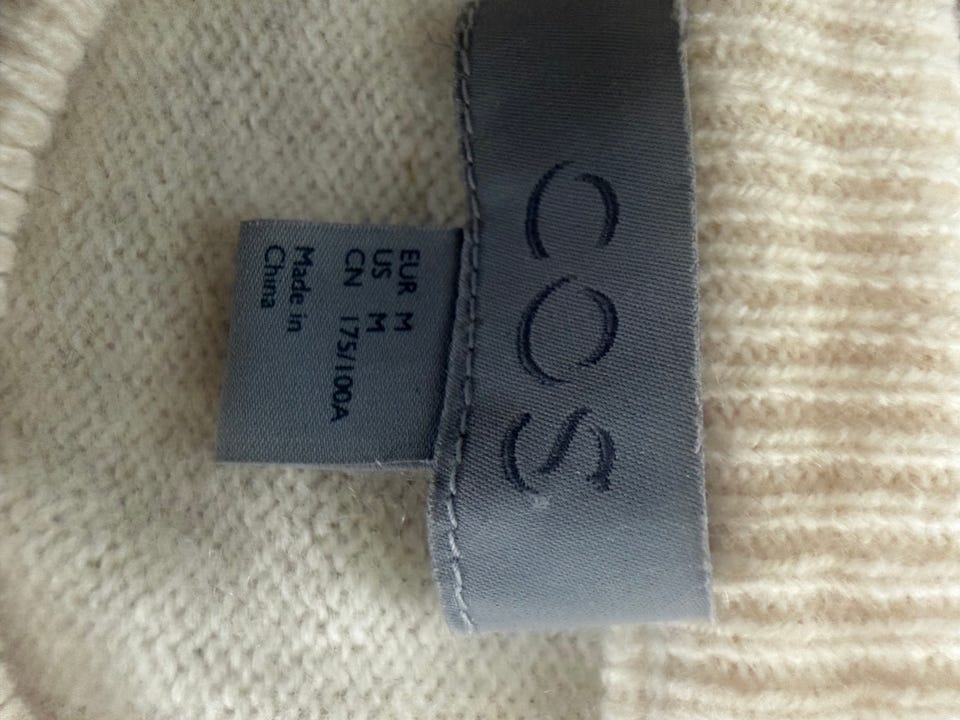 COS
EUR M
US M
CN 175/100A
Made in
China